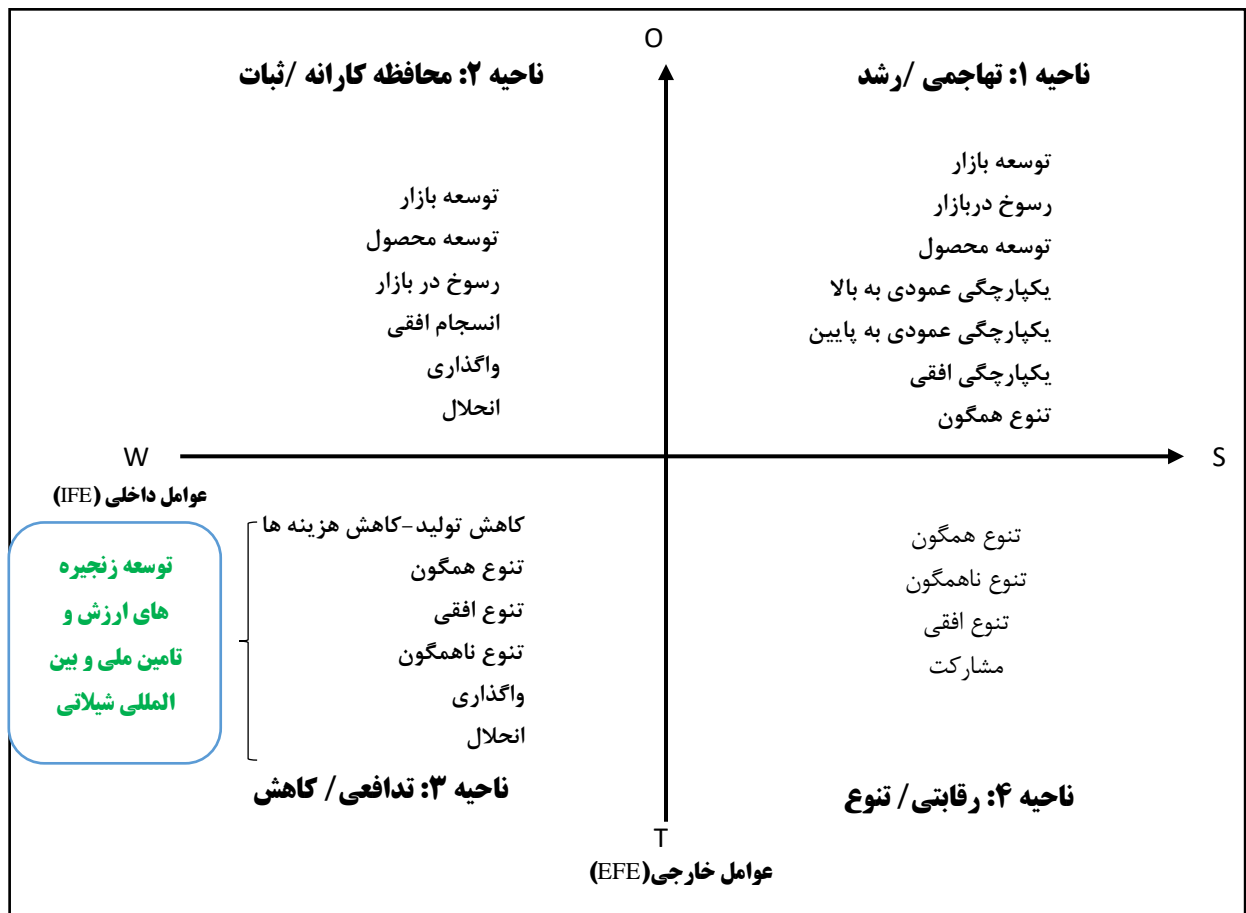 O
ناحیه ۱: تهاجمی /رشد
توسعه بازار
رسوخ دربازار
توسعه محصول
یکپارچگی عمودی به بالا
یکپارچگی عمودی به پایین
یکپارچگی افقی
تنوع همگون
ناحیه ۲: محافظه کارانه /ثبات
توسعه بازار
توسعه محصول
رسوخ در بازار
انسجام افقی
واگذاری
انحلال
S
W
عوامل داخلی (IFE)
تنوع همگون
تنوع ناهمگون
تنوع افقی
مشارکت
ناحیه ۴: رقابتی/ تنوع
کاهش تولید-کاهش هزینه ها
تنوع همگون
تنوع افقی
تنوع ناهمگون
واگذاری
انحلال
ناحیه ۳: تدافعی/ کاهش
توسعه زنجیره
های ارزش و
تامین ملی و بین
المللی شیلاتی
T
عوامل خارجی(EFE)